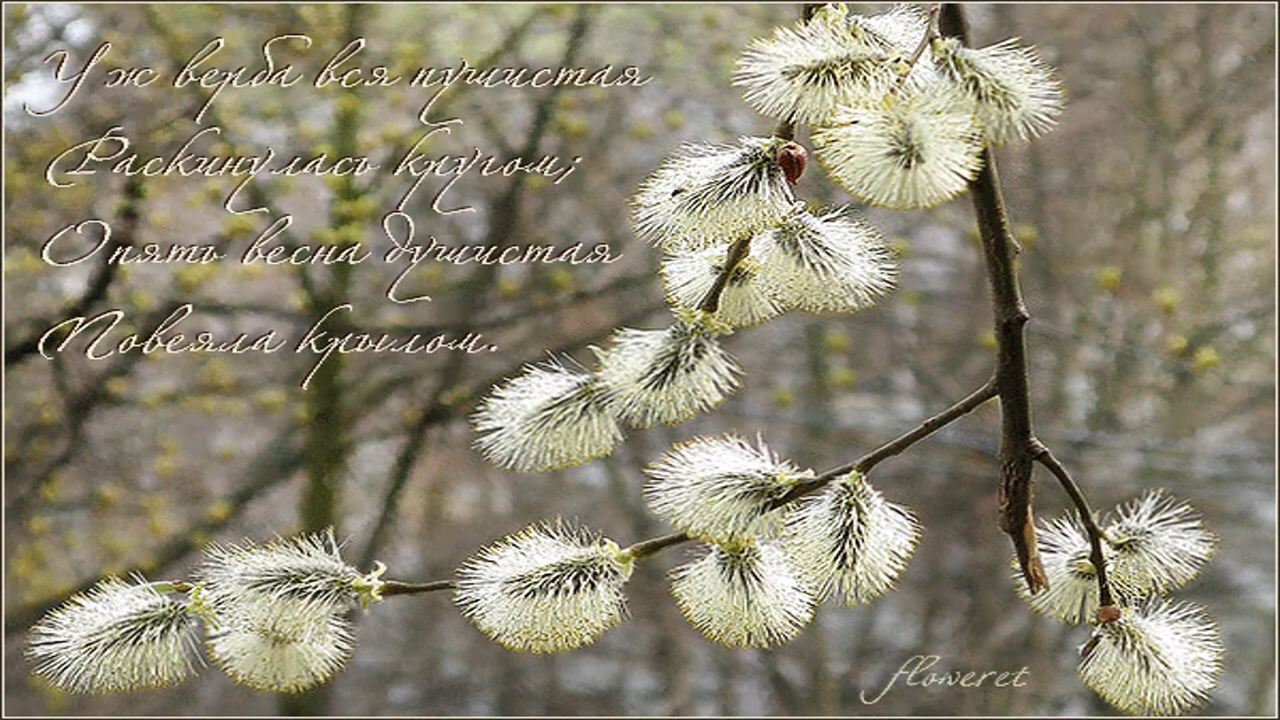 Уж верба вся пушистая
Раскинулась кругом;
Опять весна душистая
Повеяла крылом.
floweret